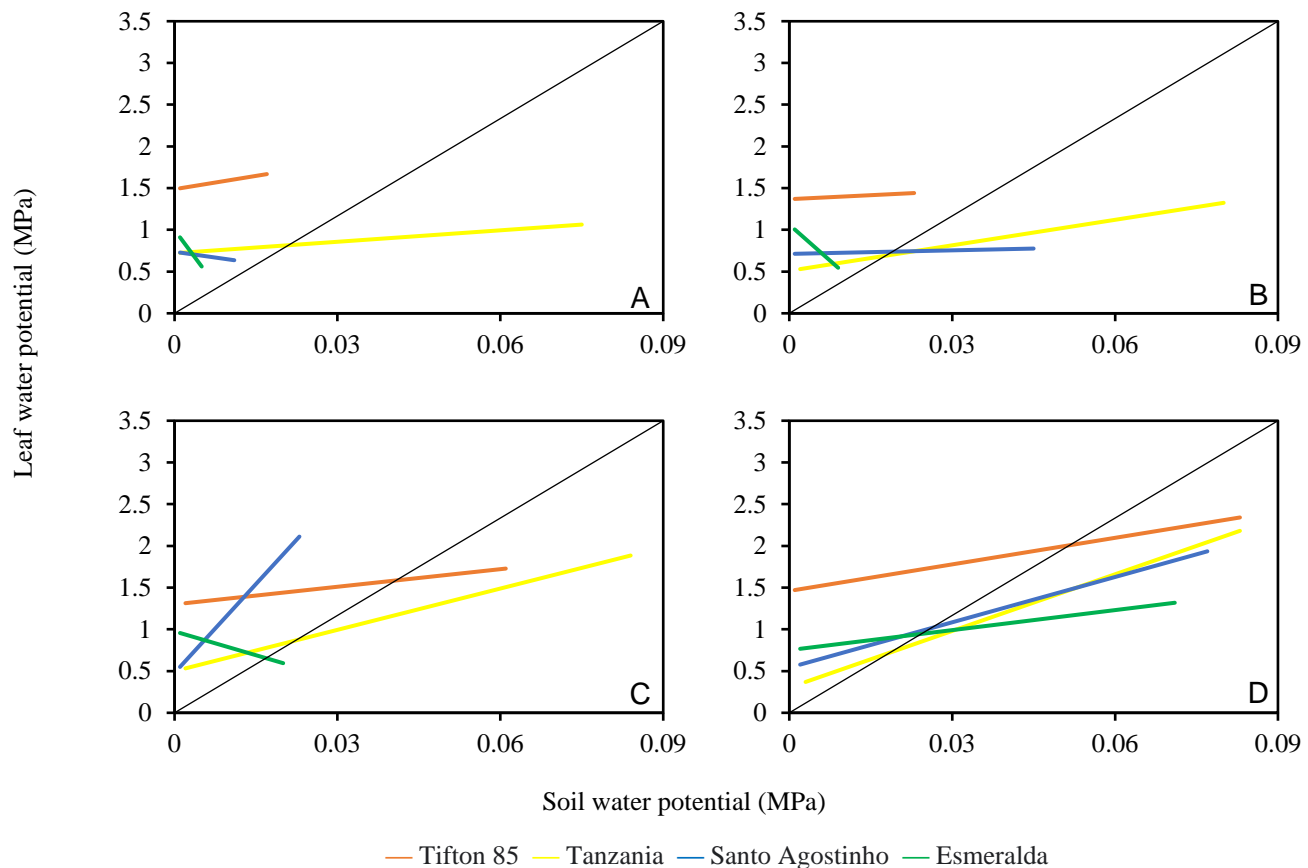 Leaf water potential (MPa)
3.5
3
2.5
2
1.5
1
0.5
0
0 0.03 0.06 0.09
A
3.5
3
2.5
2
1.5
1
0.5
0
0 0.03 0.06 0.09
B
3.5
3
2.5
2
1.5
1
0.5
0
0 0.03 0.06 0.09
C
3.5
3
2.5
2
1.5
1
0.5
0
0 0.03 0.06 0.09
D
Soil water potential (MPa)
Tifton 85 Tanzania Santo Agostinho Esmeralda